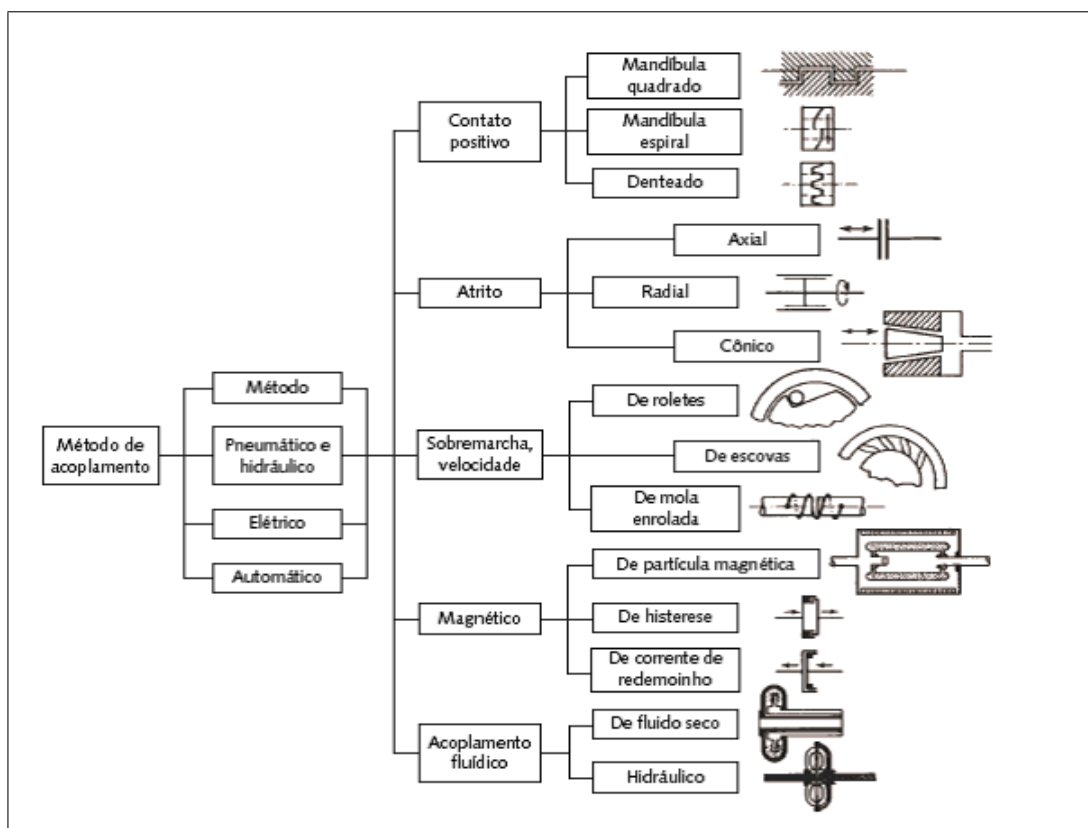 Método de
acoplamento
Método
Pneumático e
hidráulico
Elétrico
Automático
Contato
positivo
Mandíbula
quadrado
Mandíbula
espiral
Denteado
Atrito
Axial
Radial
Cônico
Sobremarcha,
velocidade
De roletes
De escovas
De mola
enrolada
Magnético
De partícula magnética
De histerese
De corrente de
redemoinho
Acoplamento
fluídico
De fluido seco
Hidráulico